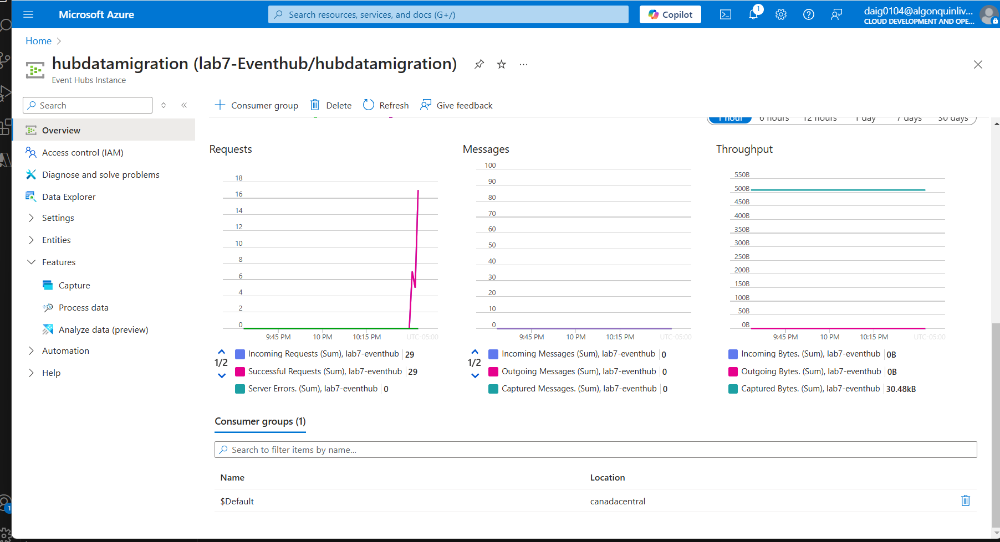 Microsoft Azure
Search resources, services, and docs (G+/)
Copilot
1
daig0104@algonquinliv...
CLOUD DEVELOPMENT AND OPE...
Home
hubdatamigration (lab7-Eventhub/hubdatamigration)
Event Hubs Instance
Search
Consumer group
Delete
Refresh
Give feedback
1 hour
6 hours
12 hours
1 day
7 days
30 days
Overview
Access control (IAM)
Diagnose and solve problems
Data Explorer
Settings
Entities
Features
Capture
Process data
Analyze data (preview)
Automation
Help
Requests
18
16
14
12
10
8
6
4
2
0
9:45 PM
10 PM
10:15 PM
UTC-05:00
1/2
Incoming Requests (Sum), lab7-eventhub 29
Successful Requests (Sum), lab7-eventhub 29
Server Errors. (Sum), lab7-eventhub 0
Messages
100
90
80
70
60
50
40
30
20
10
0
9:45 PM
10 PM
10:15 PM
UTC-05:00
1/2
Incoming Messages (Sum), lab7-eventhub 0
Outgoing Messages (Sum), lab7-eventhub 0
Captured Messages. (Sum), lab7-eventhub 0
Throughput
550B
500B
450B
400B
350B
300B
250B
200B
150B
100B
50B
0B
9:45 PM
10 PM
10:15 PM
UTC-05:00
Incoming Bytes. (Sum), lab7-eventhub 0B
Outgoing Bytes. (Sum), lab7-eventhub 0B
Captured Bytes. (Sum), lab7-eventhub 30.48kB
Consumer groups (1)
Search to filter items by name...
Name
Location
$Default
canadacentral
1